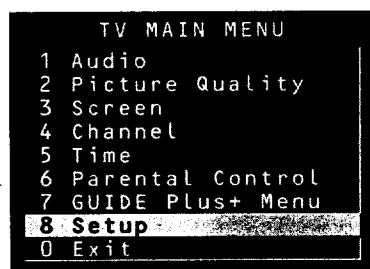 TV MAIN MENU
1 Audio
2 Picture Quality
3 Screen
4 Channel
5 Time
6 Parental Control
7 GUIDE Plus+ Menu
8 Setup
0 Exit